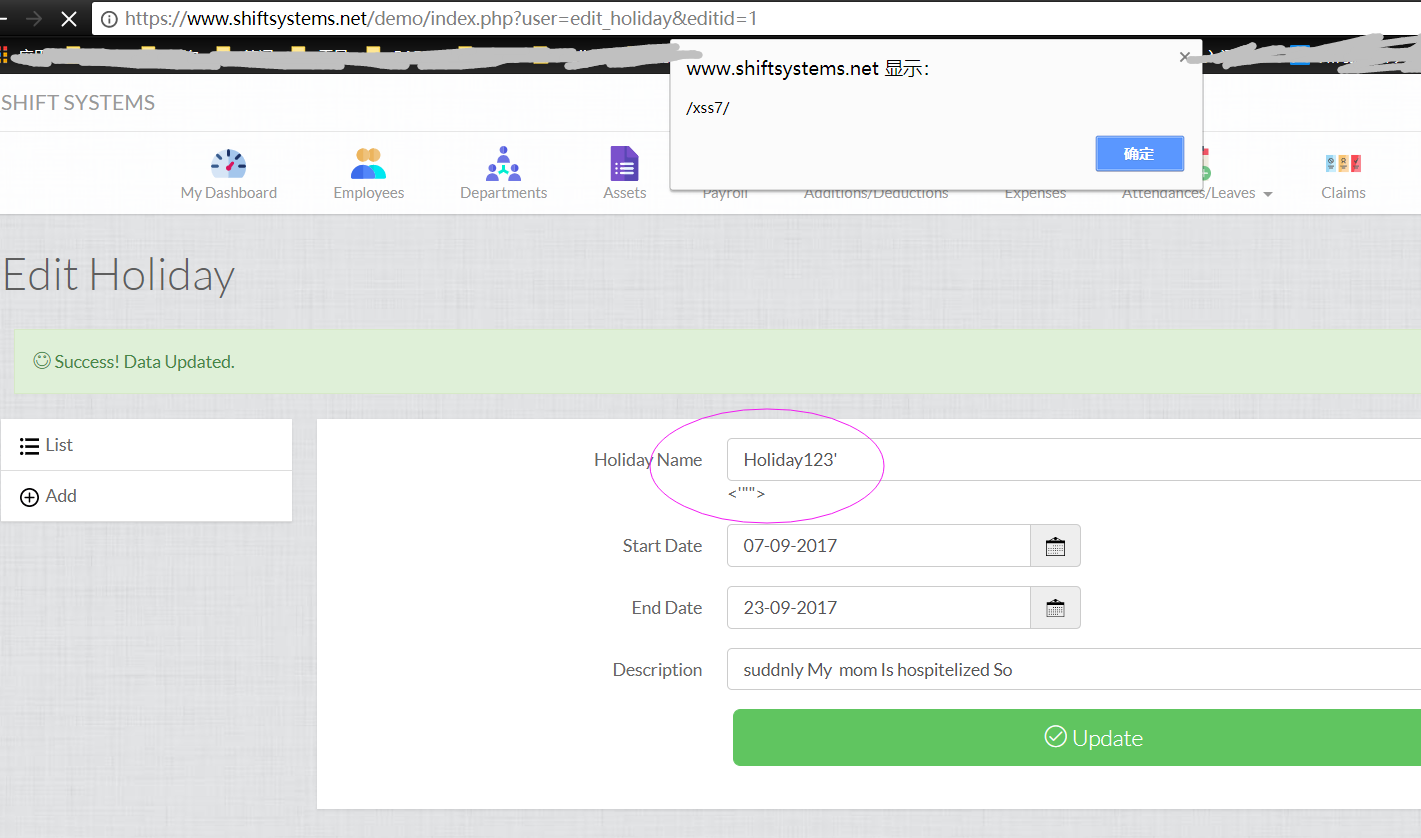 https://www.shiftsystems.net/demo/index.php?user=edit_holiday&editid=1
www.shiftsystems.net 显示：
/xss7/
确定
SHIFT SYSTEMS
My Dashboard
Employees
Departments
Assets
Payroll
Additions/Deductions
Expenses
Attendances/Leaves
Claims
Edit Holiday
Success! Data Updated.
List
Add
Holiday Name
Holiday123'
<'"">
Start Date
07-09-2017
End Date
23-09-2017
Description
suddnly My mom Is hospitelized So
Update